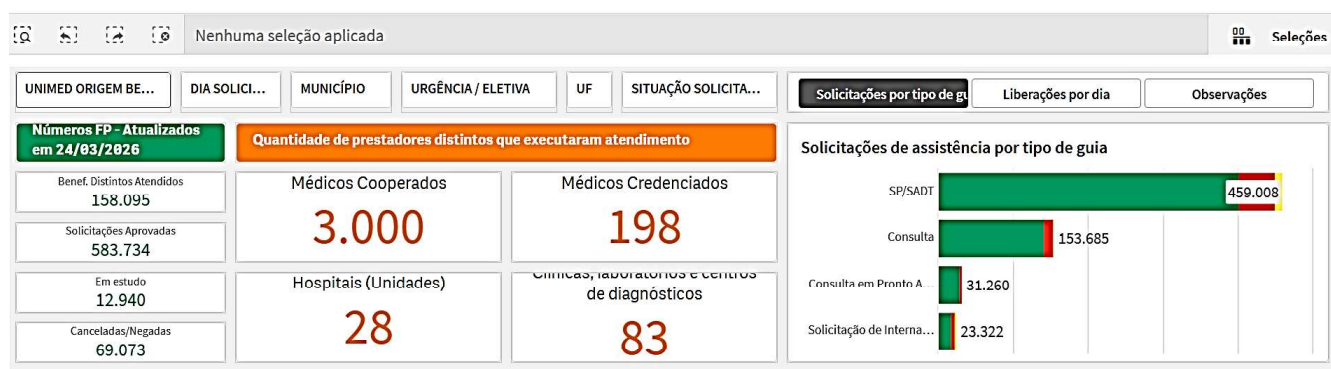 Nenhuma seleção aplicada
Seleções
UNIMED ORIGEM BE...
DIA SOLICI...
MUNICÍPIO
URGÊNCIA / ELETIVA
UF
SITUAÇÃO SOLICITA...
Solicitações por tipo de gu
Liberações por dia
Observações
Números FP - Atualizados
em 24/03/2026
Benef. Distintos Atendidos
158.095
Solicitações Aprovadas
583.734
Em estudo
12.940
Canceladas/Negadas
69.073
Quantidade de prestadores distintos que executaram atendimento
Médicos Cooperados
3.000
Médicos Credenciados
198
Hospitais (Unidades)
28
Clínicas, laboratórios e centros
de diagnósticos
83
Solicitações de assistência por tipo de guia
SP/SADT
459.008
Consulta
153.685
Consulta em Pronto A...
31.260
Solicitação de Interna...
23.322